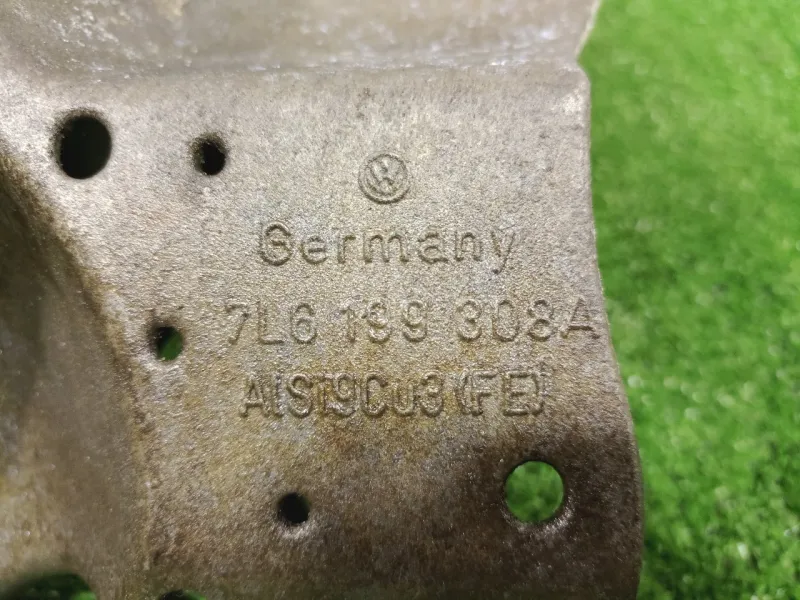 Germany
7L6 199 308A
AlSi9Cu3(FE)